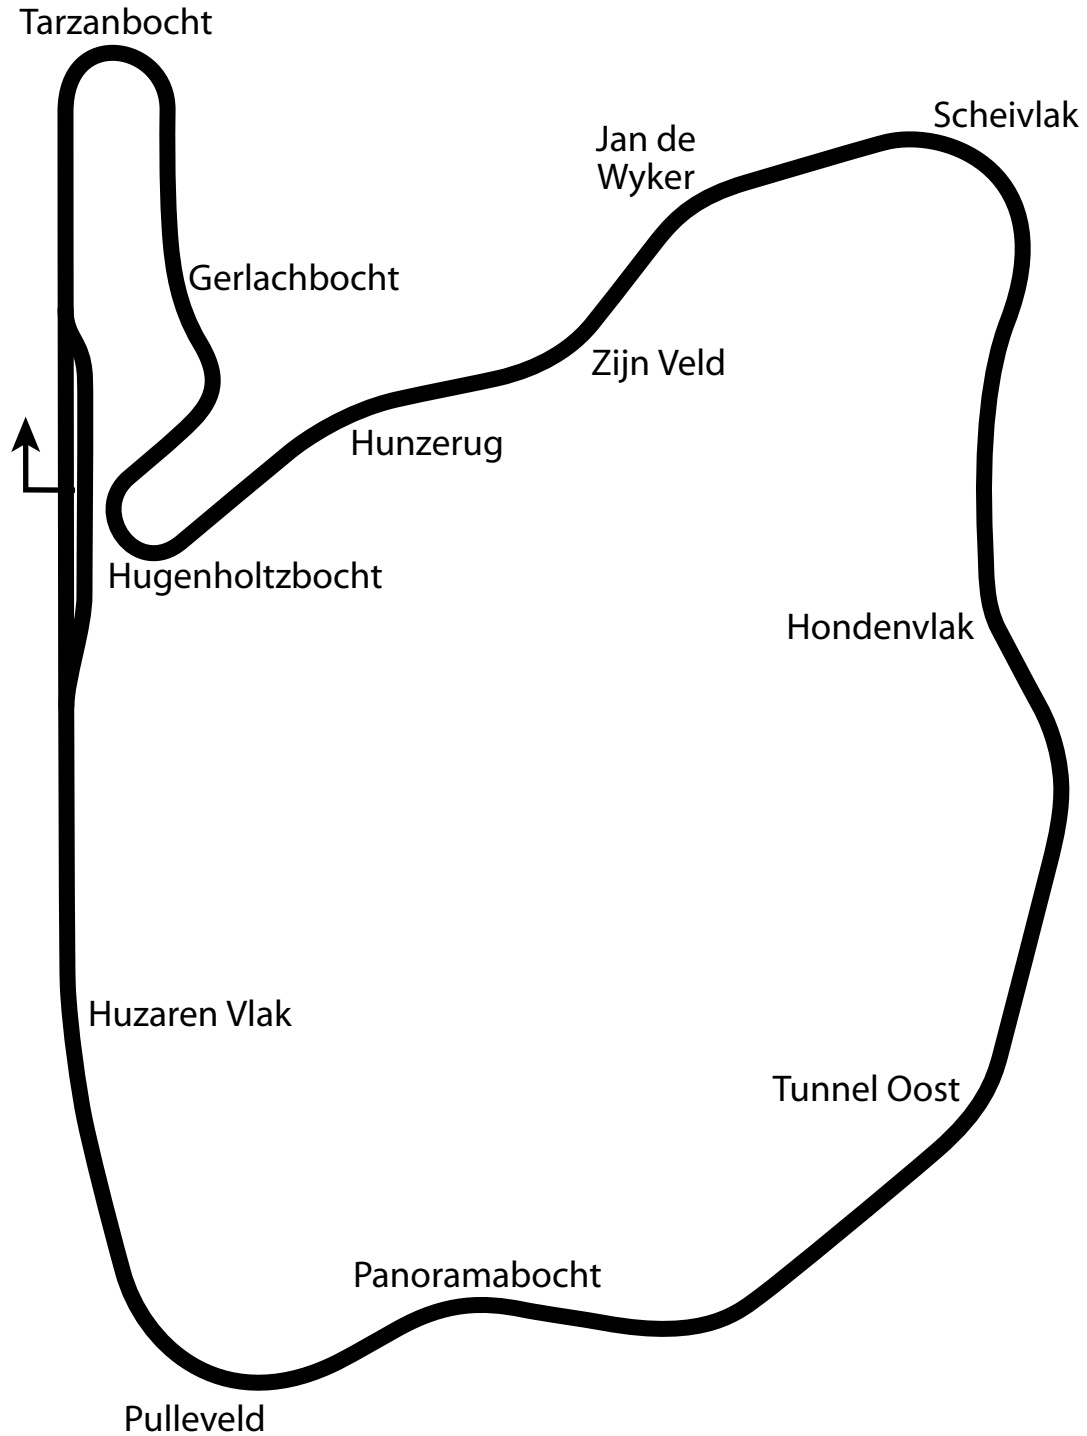 Tarzanbocht
Scheivlak
Jan de
Wyker
Gerlachbocht
Zijn Veld
Hunzerug
Hugenholtzbocht
Hondenvlak
Huzaren Vlak
Tunnel Oost
Panoramabocht
Pulleveld